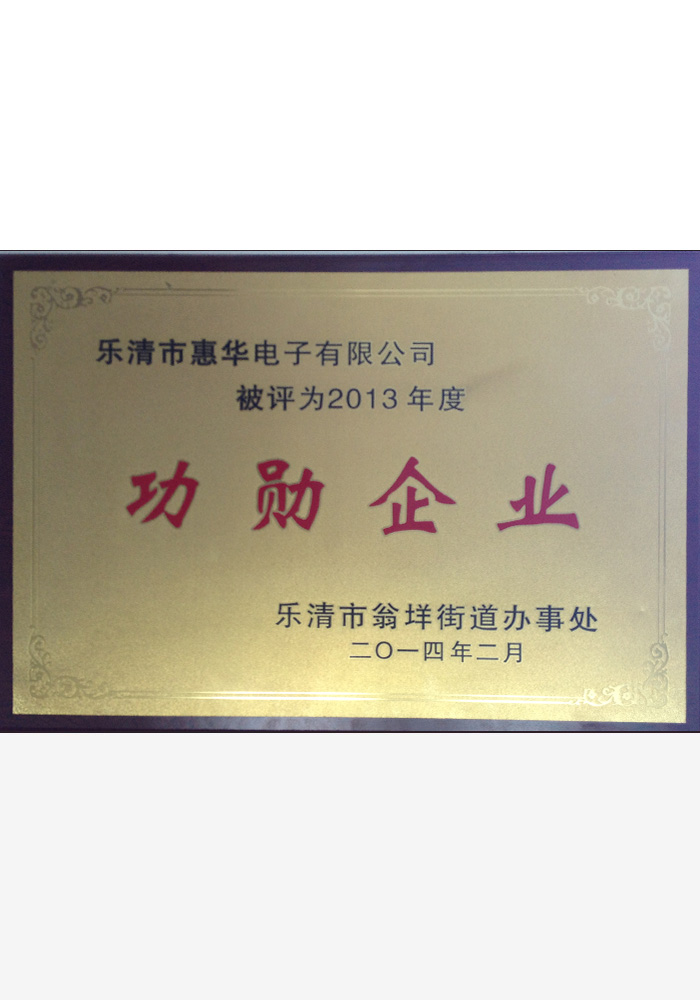 乐清市惠华电子有限公司
被评为2013年度
功勋企业
乐清市翁垟街道办事处
二〇一四年二月